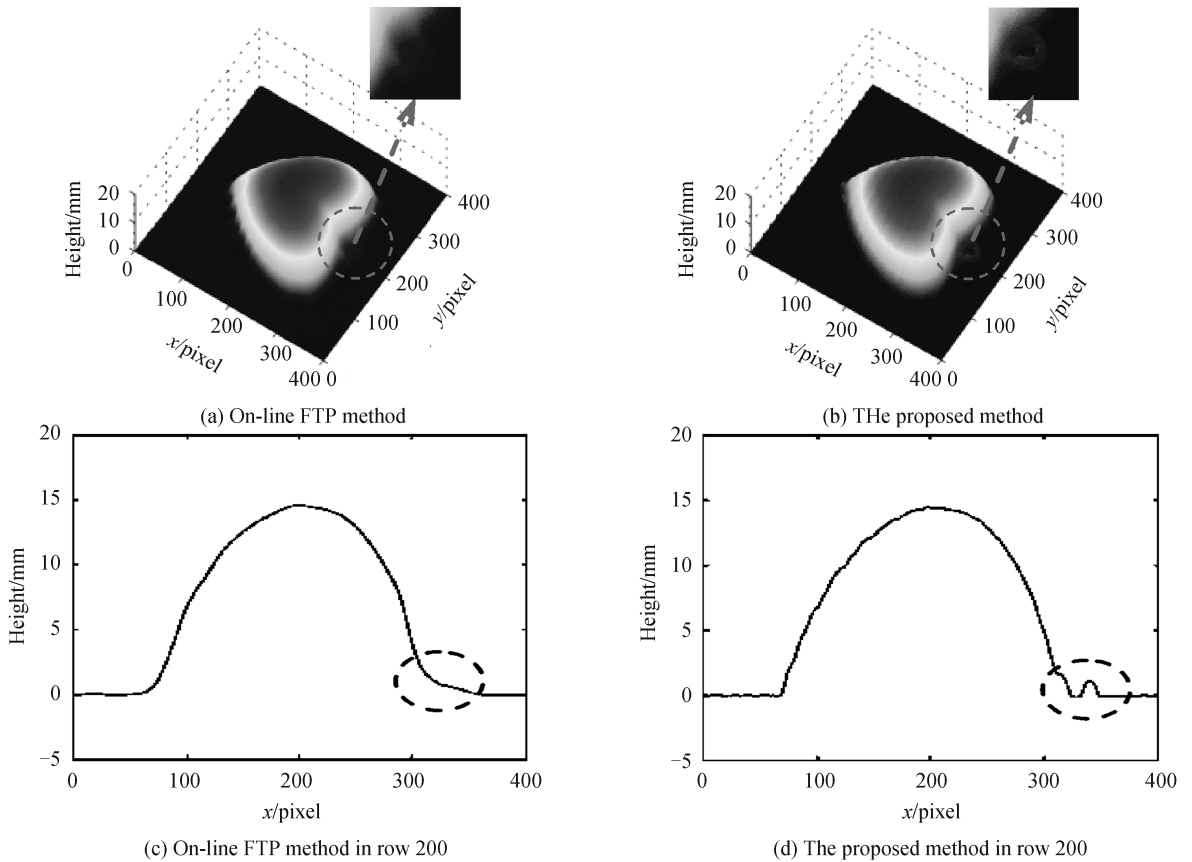 20
10
0
Height/mm
0
100
200
300
400
x/pixel
0
100
200
300
400
y/pixel
(a) On-line FTP method
20
10
0
Height/mm
0
100
200
300
400
x/pixel
0
100
200
300
400
y/pixel
(b) THe proposed method
20
15
10
5
0
−5
Height/mm
0 100 200 300 400
x/pixel
(c) On-line FTP method in row 200
20
15
10
5
0
−5
Height/mm
0 100 200 300 400
x/pixel
(d) The proposed method in row 200